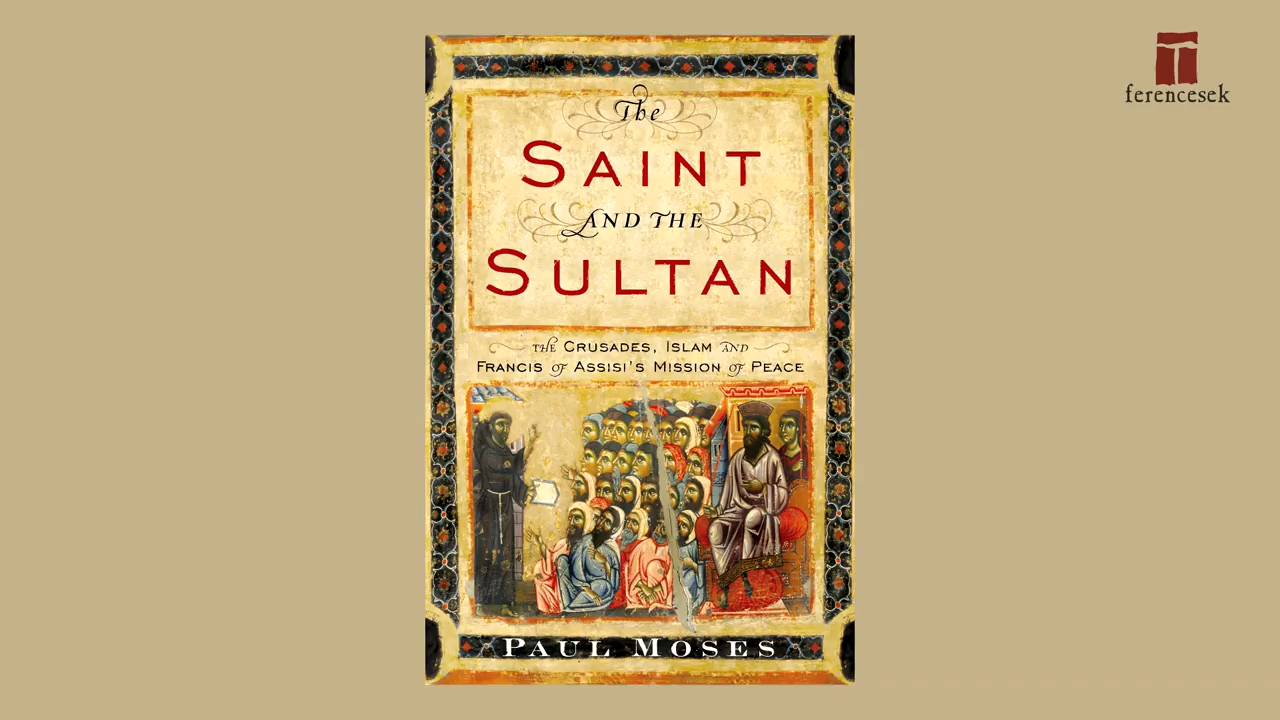 The
SAINT
AND THE
SULTAN
THE CRUSADES, ISLAM AND
FRANCIS of ASSISI'S MISSION of PEACE
PAUL MOSES
ferencesek